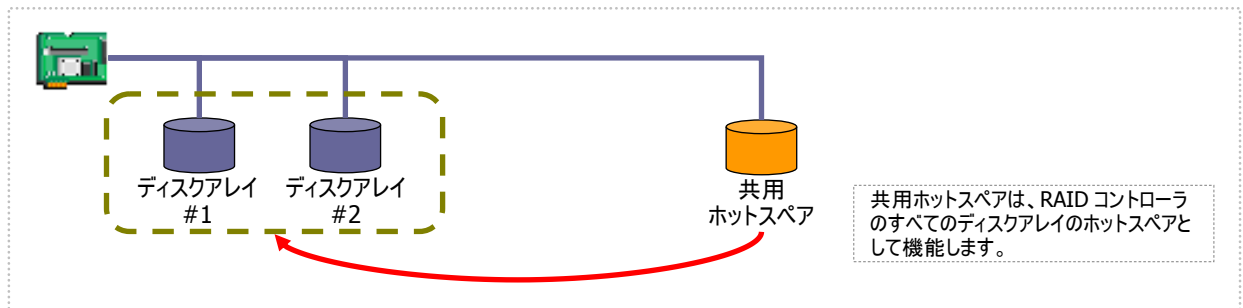 ディスクアレイ
#1
ディスクアレイ
#2
共用
ホットスペア
共用ホットスペアは、RAID コントローラ
のすべてのディスクアレイのホットスペアと
して機能します。